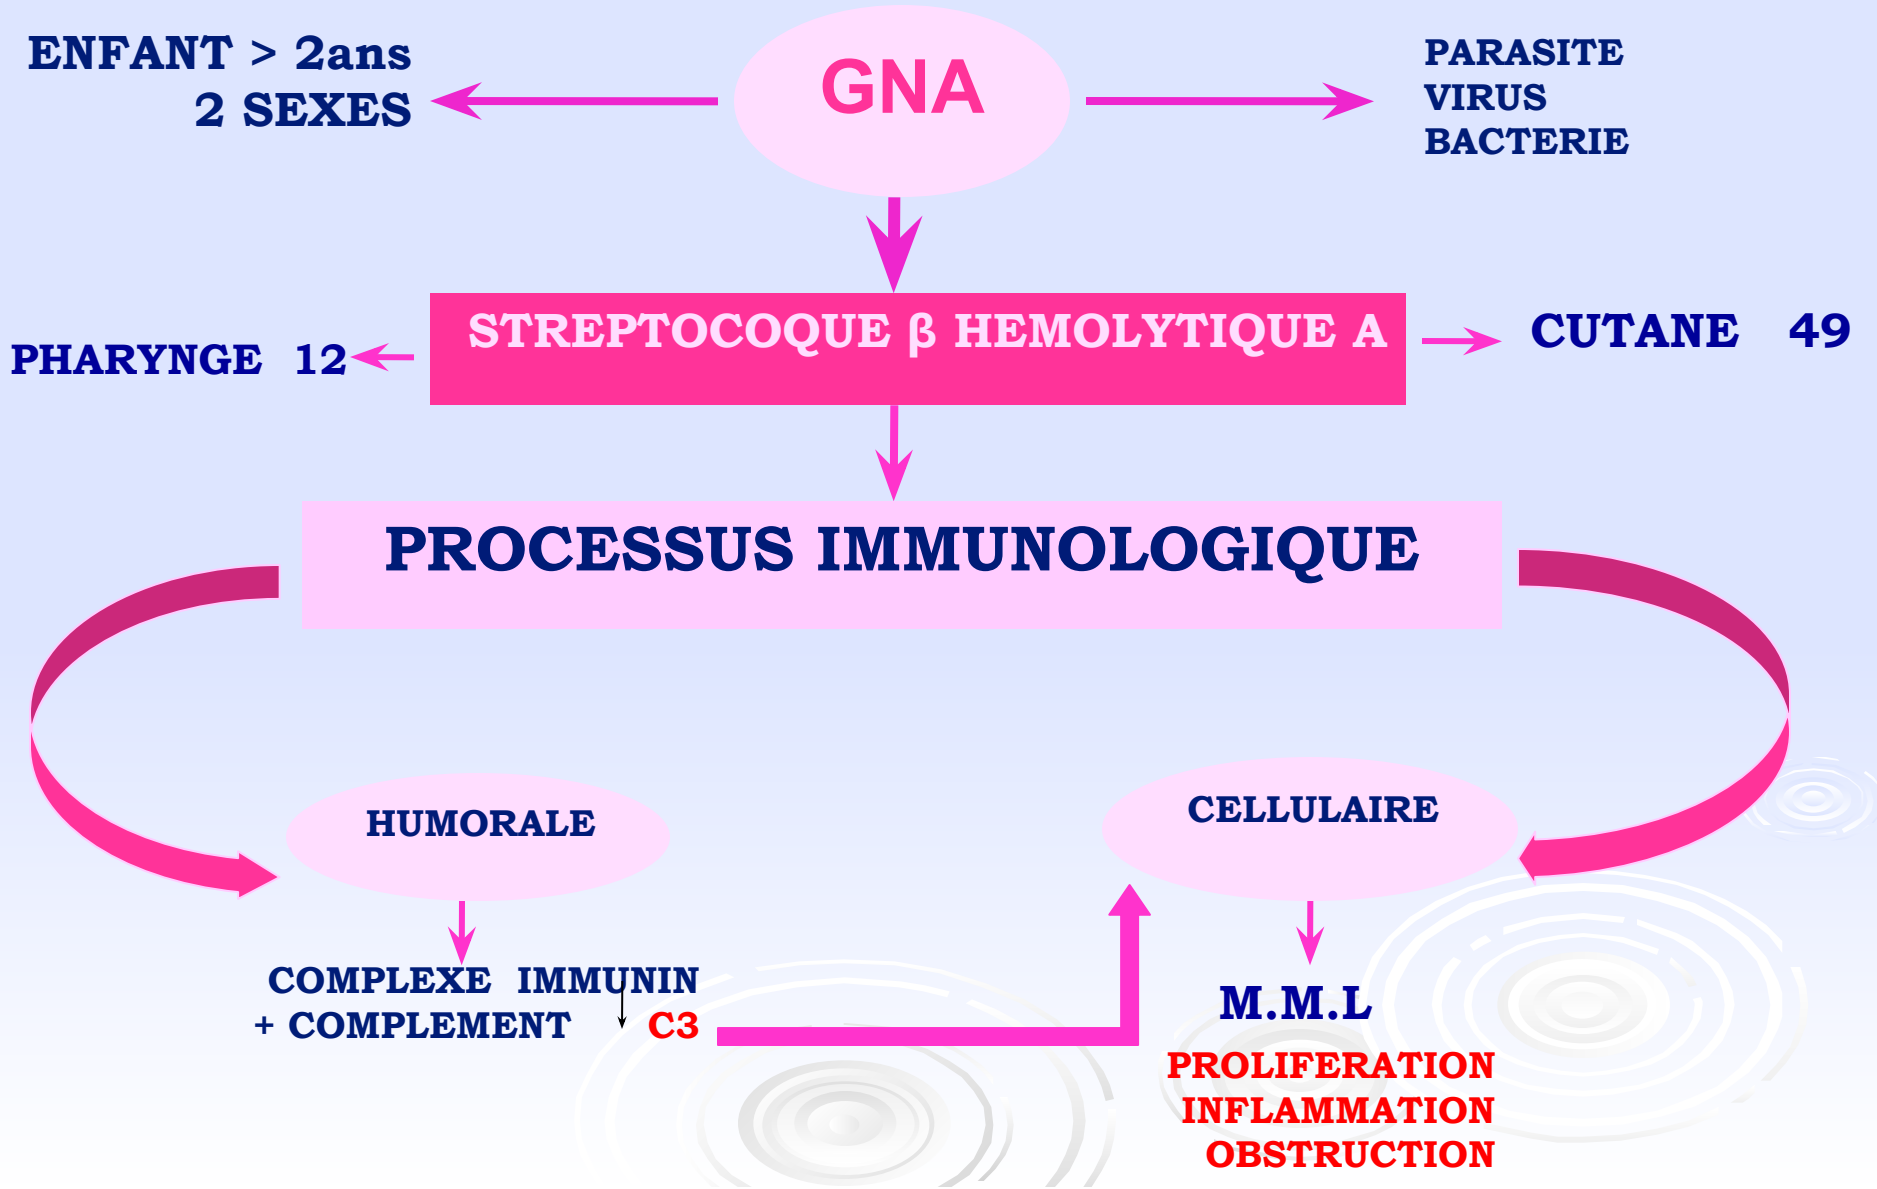 ENFANT > 2ans
2 SEXES
GNA
PARASITE
VIRUS
BACTERIE
STREPTOCOQUE β HEMOLYTIQUE A
PHARYNGE 12
CUTANE 49
PROCESSUS IMMUNOLOGIQUE
HUMORALE
CELLULAIRE
COMPLEXE IMMUNIN
+ COMPLEMENT C3
M.M.L
PROLIFERATION
INFLAMMATION
OBSTRUCTION